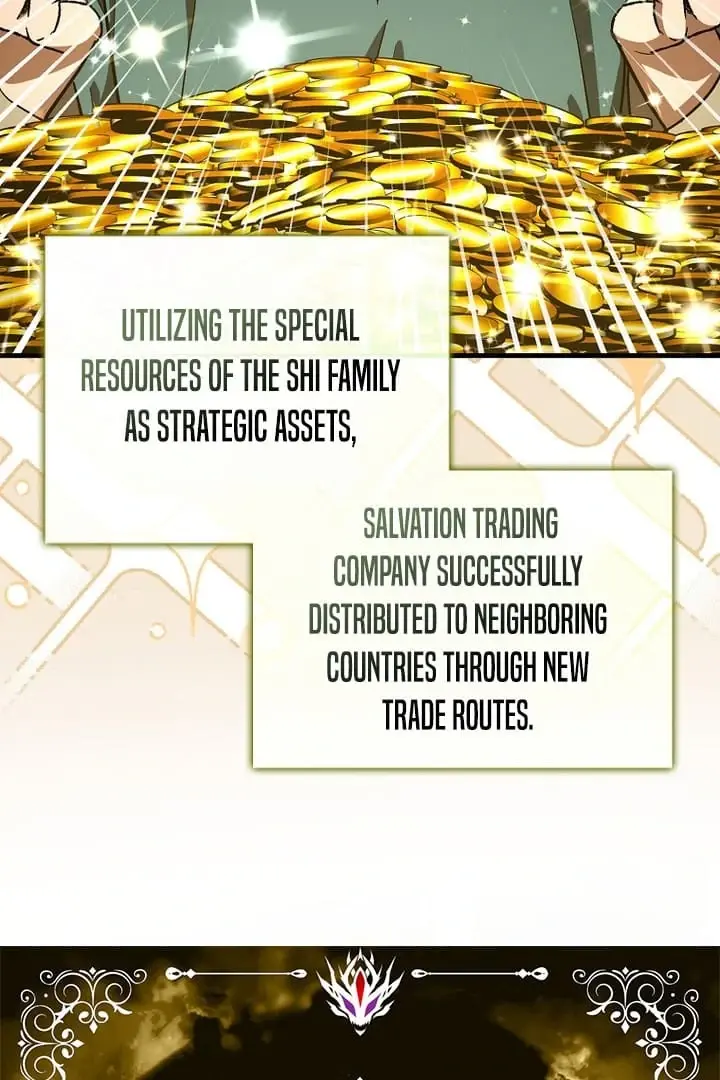 UTILIZING THE SPECIAL
RESOURCES OF THE SHI FAMILY
AS STRATEGIC ASSETS,
SALVATION TRADING
COMPANY SUCCESSFULLY
DISTRIBUTED TO NEIGHBORING
COUNTRIES THROUGH NEW
TRADE ROUTES.